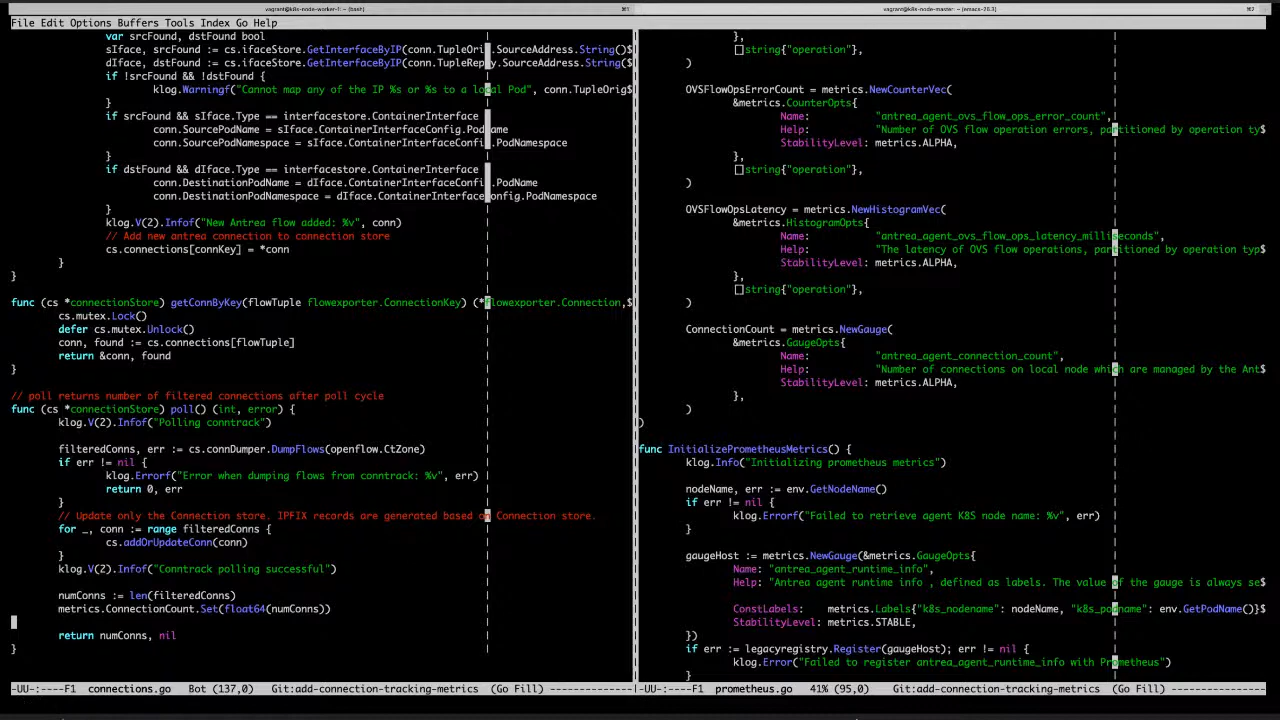 vagrant@k8s-node-worker-1: ~ (bash)
⌘1
vagrant@k8s-node-master: ~ (emacs-26.3)
⌘2
File Edit Options Buffers Tools Index Go Help
var srcFound, dstFound bool
sIface, srcFound := cs.ifaceStore.GetInterfaceByIP(conn.TupleOri .SourceAddress.String()$
dIface, dstFound := cs.ifaceStore.GetInterfaceByIP(conn.TupleRep y.SourceAddress.String($
if !srcFound && !dstFound {
klog.Warningf("Cannot map any of the IP %s or %s to a local Pod", conn.TupleOrig$
}
if srcFound && sIface.Type == interfacestore.ContainerInterface
conn.SourcePodName = sIface.ContainerInterfaceConfig.PodName
conn.SourcePodNamespace = sIface.ContainerInterfaceConfi .PodNamespace
}
if dstFound && dIface.Type == interfacestore.ContainerInterface
conn.DestinationPodName = dIface.ContainerInterfaceConfi .PodName
conn.DestinationPodNamespace = dIface.ContainerInterfaceConfig.PodNamespace
}
klog.V(2).Infof("New Antrea flow added: %v", conn)
// Add new antrea connection to connection store
cs.connections[connKey] = *conn
}
}
func (cs *connectionStore) getConnByKey(flowTuple flowexporter.ConnectionKey) (*flowexporter.Connection,$
cs.mutex.Lock()
defer cs.mutex.Unlock()
conn, found := cs.connections[flowTuple]
return &conn, found
}
// poll returns number of filtered connections after poll cycle
func (cs *connectionStore) poll() (int, error) {
klog.V(2).Infof("Polling conntrack")
filteredConns, err := cs.connDumper.DumpFlows(openflow.CtZone)
if err != nil {
klog.Errorf("Error when dumping flows from conntrack: %v", err)
return 0, err
}
// Update only the Connection store. IPFIX records are generated based on Connection store.
for _, conn := range filteredConns {
cs.addOrUpdateConn(conn)
}
klog.V(2).Infof("Conntrack polling successful")
numConns := len(filteredConns)
metrics.ConnectionCount.Set(float64(numConns))
return numConns, nil
}
-UU-:----F1 connections.go Bot (137,0) Git:add-connection-tracking-metrics (Go Fill) --------------
},
[]string{"operation"},
)
OVSFlowOpsErrorCount = metrics.NewCounterVec(
&metrics.CounterOpts{
Name: "antrea_agent_ovs_flow_ops_error_count",
Help: "Number of OVS flow operation errors, partitioned by operation ty$
StabilityLevel: metrics.ALPHA,
},
[]string{"operation"},
)
OVSFlowOpsLatency = metrics.NewHistogramVec(
&metrics.HistogramOpts{
Name: "antrea_agent_ovs_flow_ops_latency_milliseconds",
Help: "The latency of OVS flow operations, partitioned by operation typ$
StabilityLevel: metrics.ALPHA,
},
[]string{"operation"},
)
ConnectionCount = metrics.NewGauge(
&metrics.GaugeOpts{
Name: "antrea_agent_connection_count",
Help: "Number of connections on local node which are managed by the Ant$
StabilityLevel: metrics.ALPHA,
},
)
)
func InitializePrometheusMetrics() {
klog.Info("Initializing prometheus metrics")
nodeName, err := env.GetNodeName()
if err != nil {
klog.Errorf("Failed to retrieve agent K8S node name: %v", err)
}
gaugeHost := metrics.NewGauge(&metrics.GaugeOpts{
Name: "antrea_agent_runtime_info",
Help: "Antrea agent runtime info , defined as labels. The value of the gauge is always se$
ConstLabels: metrics.Labels{"k8s_nodename": nodeName, "k8s_podname": env.GetPodName()}$
StabilityLevel: metrics.STABLE,
})
if err := legacyregistry.Register(gaugeHost); err != nil {
klog.Error("Failed to register antrea_agent_runtime_info with Prometheus")
}
-UU-:----F1 prometheus.go 41% (95,0) Git:add-connection-tracking-metrics (Go Fill) ---------------